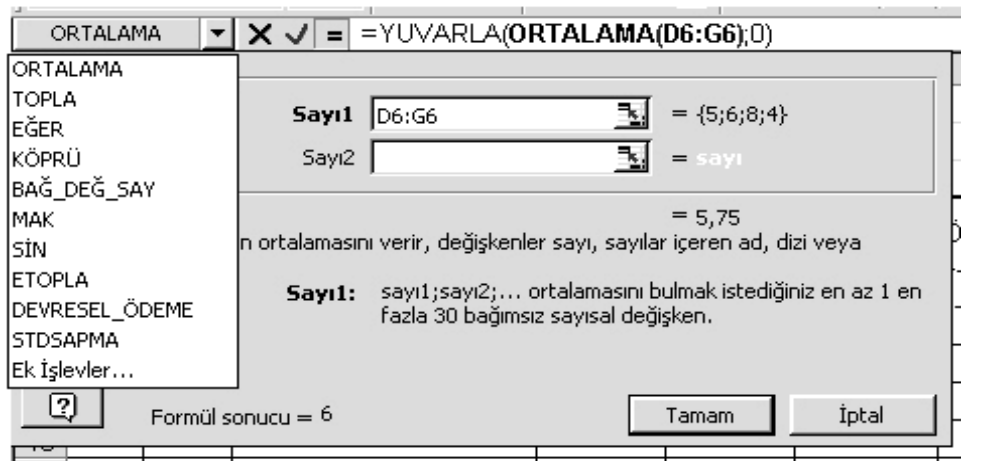 ORTALAMA = =YUVARLA(ORTALAMA(D6:G6);0)
ORTALAMA
TOPLA
EĞER
KÖPRÜ
BAĞ_DEĞ_SAY
MAK
SİN
ETOPLA
DEVRESEL_ÖDEME
STDSAPMA
Ek İşlevler...
Sayı1 D6:G6 = {5;6;8;4}
Sayı2 = sayı
= 5,75
n ortalamasını verir, değişkenler sayı, sayılar içeren ad, dizi veya
Sayı1: sayı1;sayı2;... ortalamasını bulmak istediğiniz en az 1 en
fazla 30 bağımsız sayısal değişken.
? Formül sonucu = 6 Tamam İptal